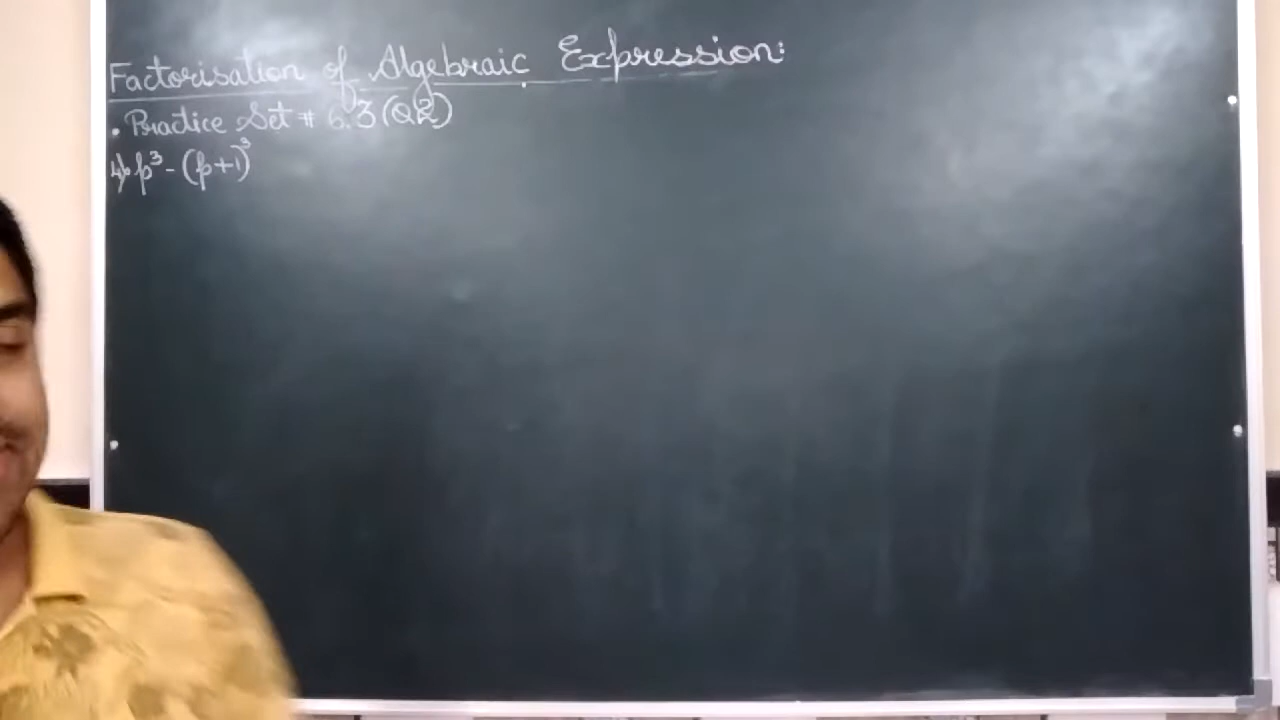 Factorisation of Algebraic Expression:
• Practice Set # 6.3 (Q2)
4) p³ - (p+1)³